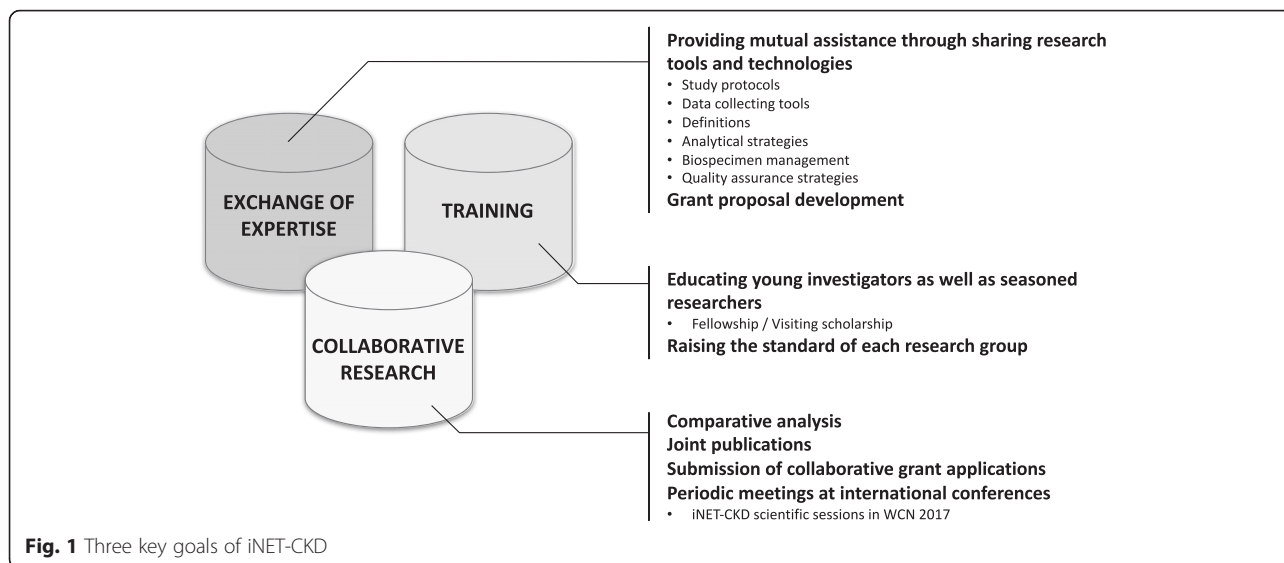 EXCHANGE OF
EXPERTISE
TRAINING
COLLABORATIVE
RESEARCH
Providing mutual assistance through sharing research
tools and technologies
• Study protocols
• Data collecting tools
• Definitions
• Analytical strategies
• Biospecimen management
• Quality assurance strategies
Grant proposal development
Educating young investigators as well as seasoned
researchers
• Fellowship / Visiting scholarship
Raising the standard of each research group
Comparative analysis
Joint publications
Submission of collaborative grant applications
Periodic meetings at international conferences
• iNET-CKD scientific sessions in WCN 2017
Fig. 1 Three key goals of iNET-CKD